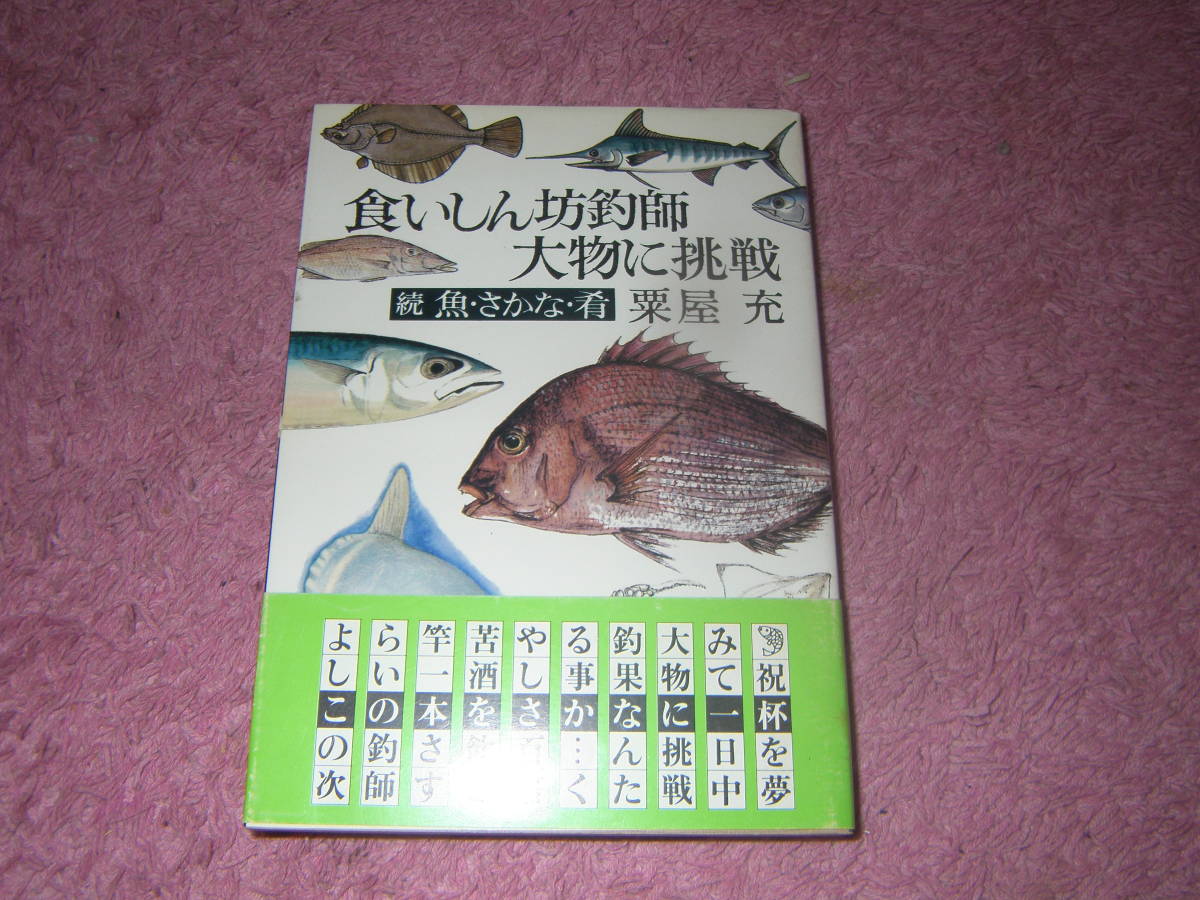 食いしん坊釣師
大物に挑戦
続 魚・さかな・肴 粟屋 充
祝杯を夢
みて一日中
大物に挑戦
釣果なんた
る事か…く
やしさ
苦酒を
竿一本さす
らいの釣師
よしこの次